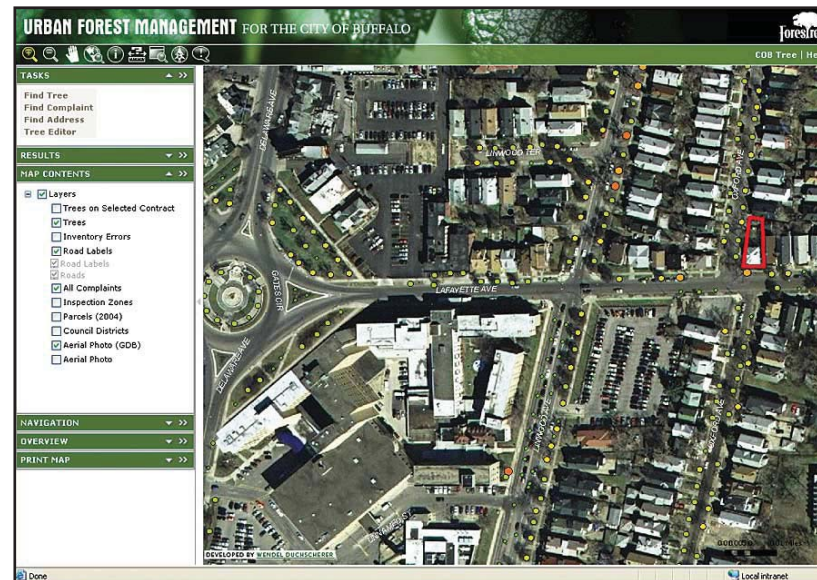 URBAN FOREST MANAGEMENT FOR THE CITY OF BUFFALO
COB Tree | He
TASKS
Find Tree
Find Complaint
Find Address
Tree Editor
RESULTS
MAP CONTENTS
Layers
Trees on Selected Contract
Trees
Inventory Errors
Road Labels
Road Labels
Roads
All Complaints
Inspection Zones
Parcels (2004)
Council Districts
Aerial Photo (GDB)
Aerial Photo
NAVIGATION
OVERVIEW
PRINT MAP
DELAWARE AVE
LINWOOD TER
OXFORD AVE
GATES CIR
LAFAYETTE AVE
DELAWARE AVE
LINWOOD AVE
OXFORD AVE
DEVELOPED BY WENDEL DUCHSCHERER
Done
Local intranet